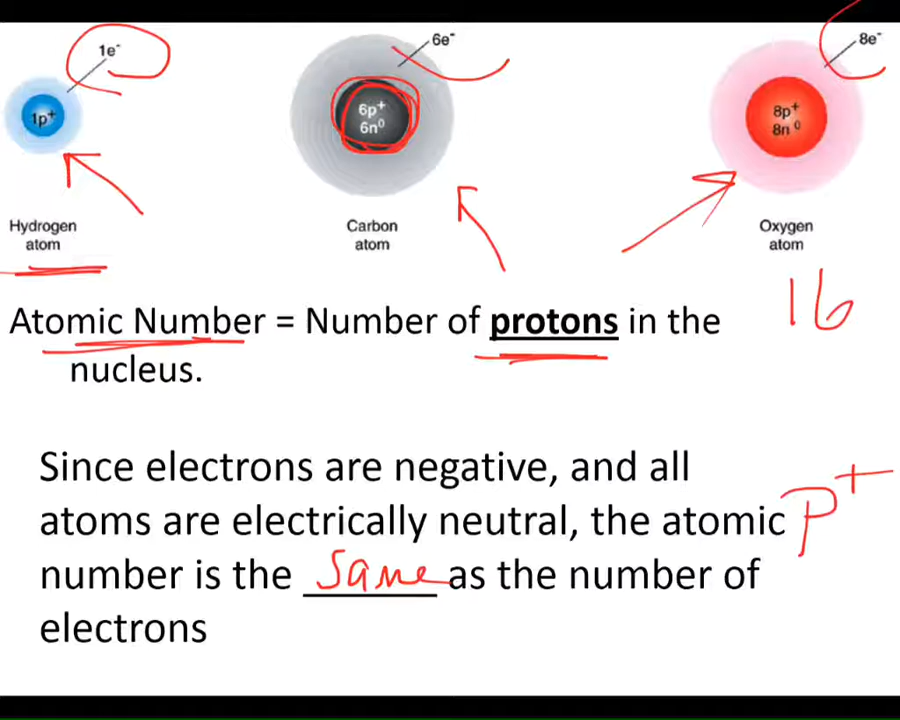 1e⁻
6e⁻
8e⁻
1p⁺
6p⁺
6n⁰
8p⁺
8n⁰
Hydrogen
atom
Carbon
atom
Oxygen
atom
16
Atomic Number = Number of protons in the
nucleus.
Since electrons are negative, and all
atoms are electrically neutral, the atomic
p⁺
number is the same as the number of
electrons